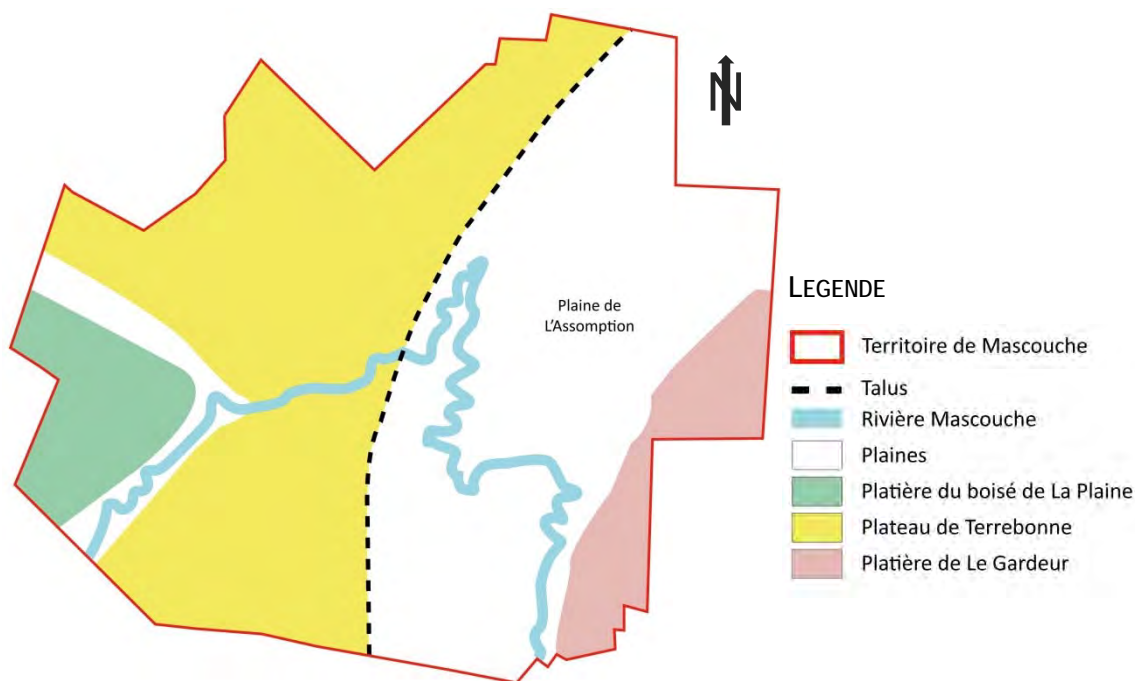 N
Plaine de
L'Assomption
LEGENDE
Territoire de Mascouche
Talus
Rivière Mascouche
Plaines
Platière du boisé de La Plaine
Plateau de Terrebonne
Platière de Le Gardeur